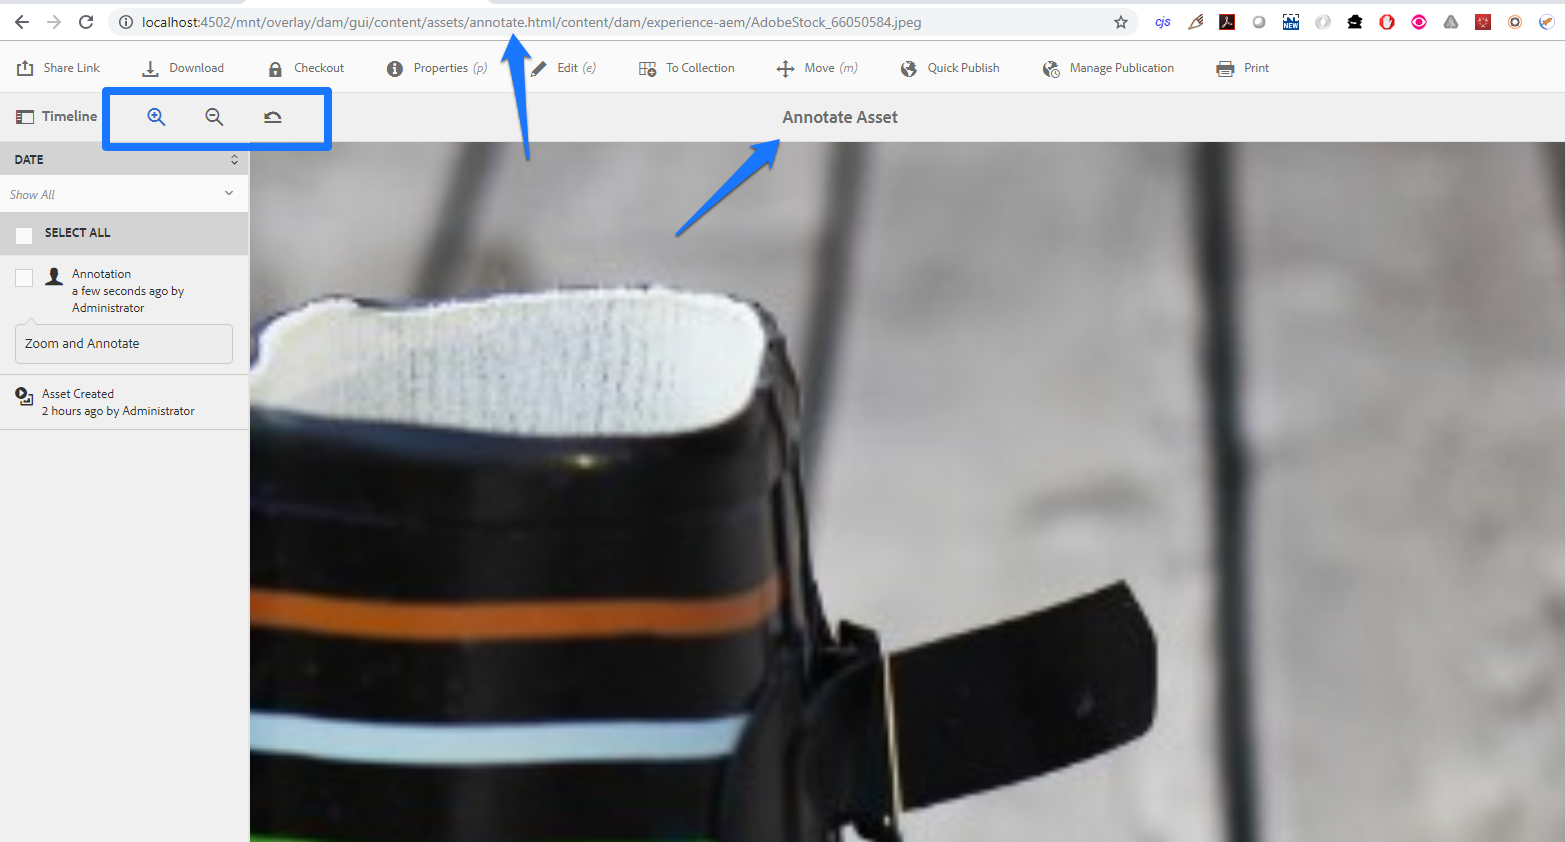 localhost:4502/mnt/overlay/dam/gui/content/assets/annotate.html/content/dam/experience-aem/AdobeStock_66050584.jpeg
cjs
NEW
Share Link Download Checkout Properties (p) Edit (e) To Collection Move (m) Quick Publish Manage Publication Print
Timeline
Annotate Asset
DATE
Show All
SELECT ALL
Annotation
a few seconds ago by
Administrator
Zoom and Annotate
Asset Created
2 hours ago by Administrator